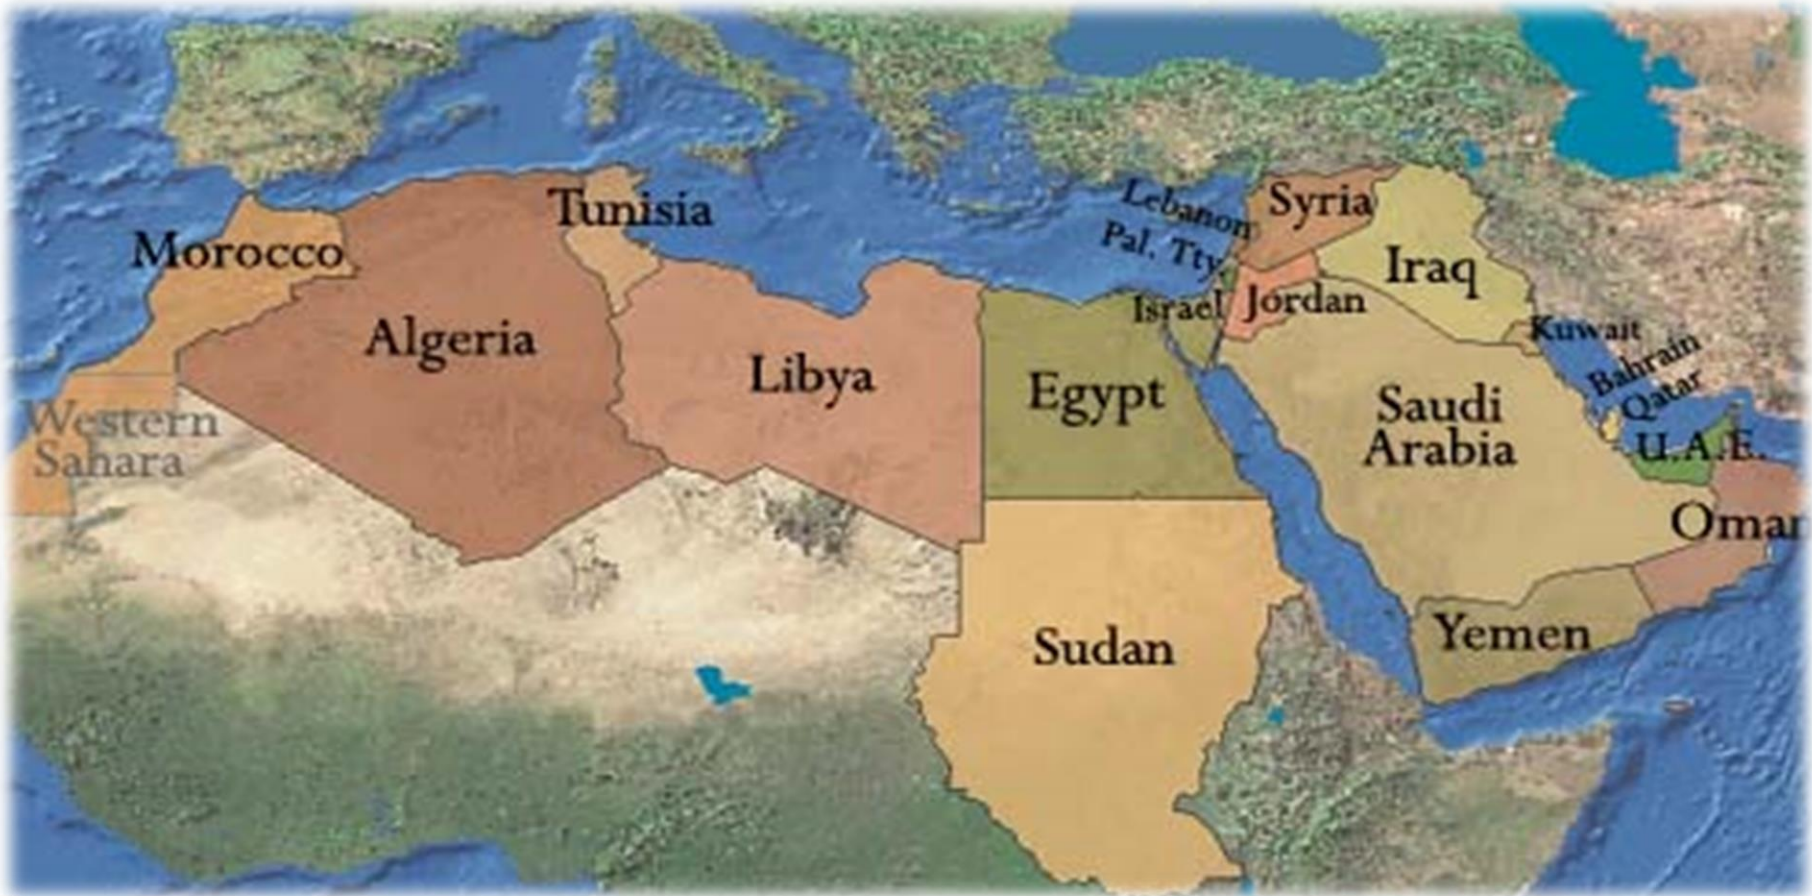 Tunisia
Morocco
Algeria
Libya
Western
Sahara
Egypt
Sudan
Lebanon
Pal. Tty.
Israel
Syria
Jordan
Iraq
Kuwait
Bahrain
Qatar
U.A.E.
Saudi
Arabia
Oman
Yemen